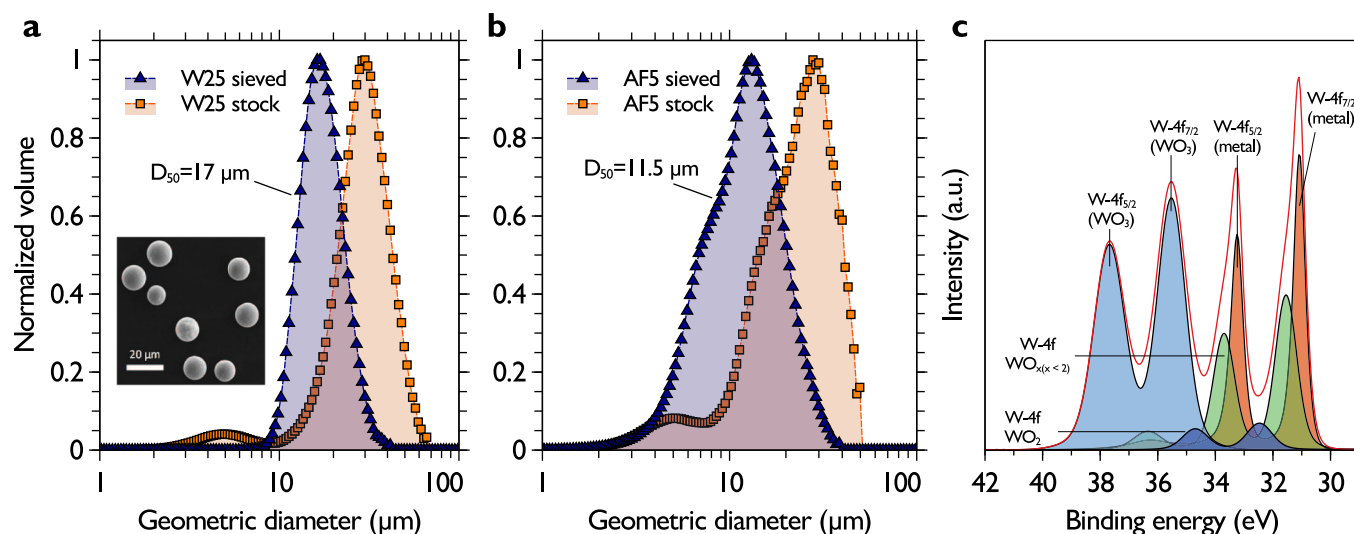 a
W25 sieved
W25 stock
D₅₀=17 µm
20 µm
Normalized volume
1
0.8
0.6
0.4
0.2
0
1
10
100
Geometric diameter (µm)
b
AF5 sieved
AF5 stock
D₅₀=11.5 µm
1
0.8
0.6
0.4
0.2
0
1
10
100
Geometric diameter (µm)
c
W-4f₇/₂
(metal)
W-4f₅/₂
(metal)
W-4f₇/₂
(WO₃)
W-4f₅/₂
(WO₃)
W-4f
WOₓ₍ₓ < ₂₎
W-4f
WO₂
Intensity (a.u.)
42
40
38
36
34
32
30
Binding energy (eV)